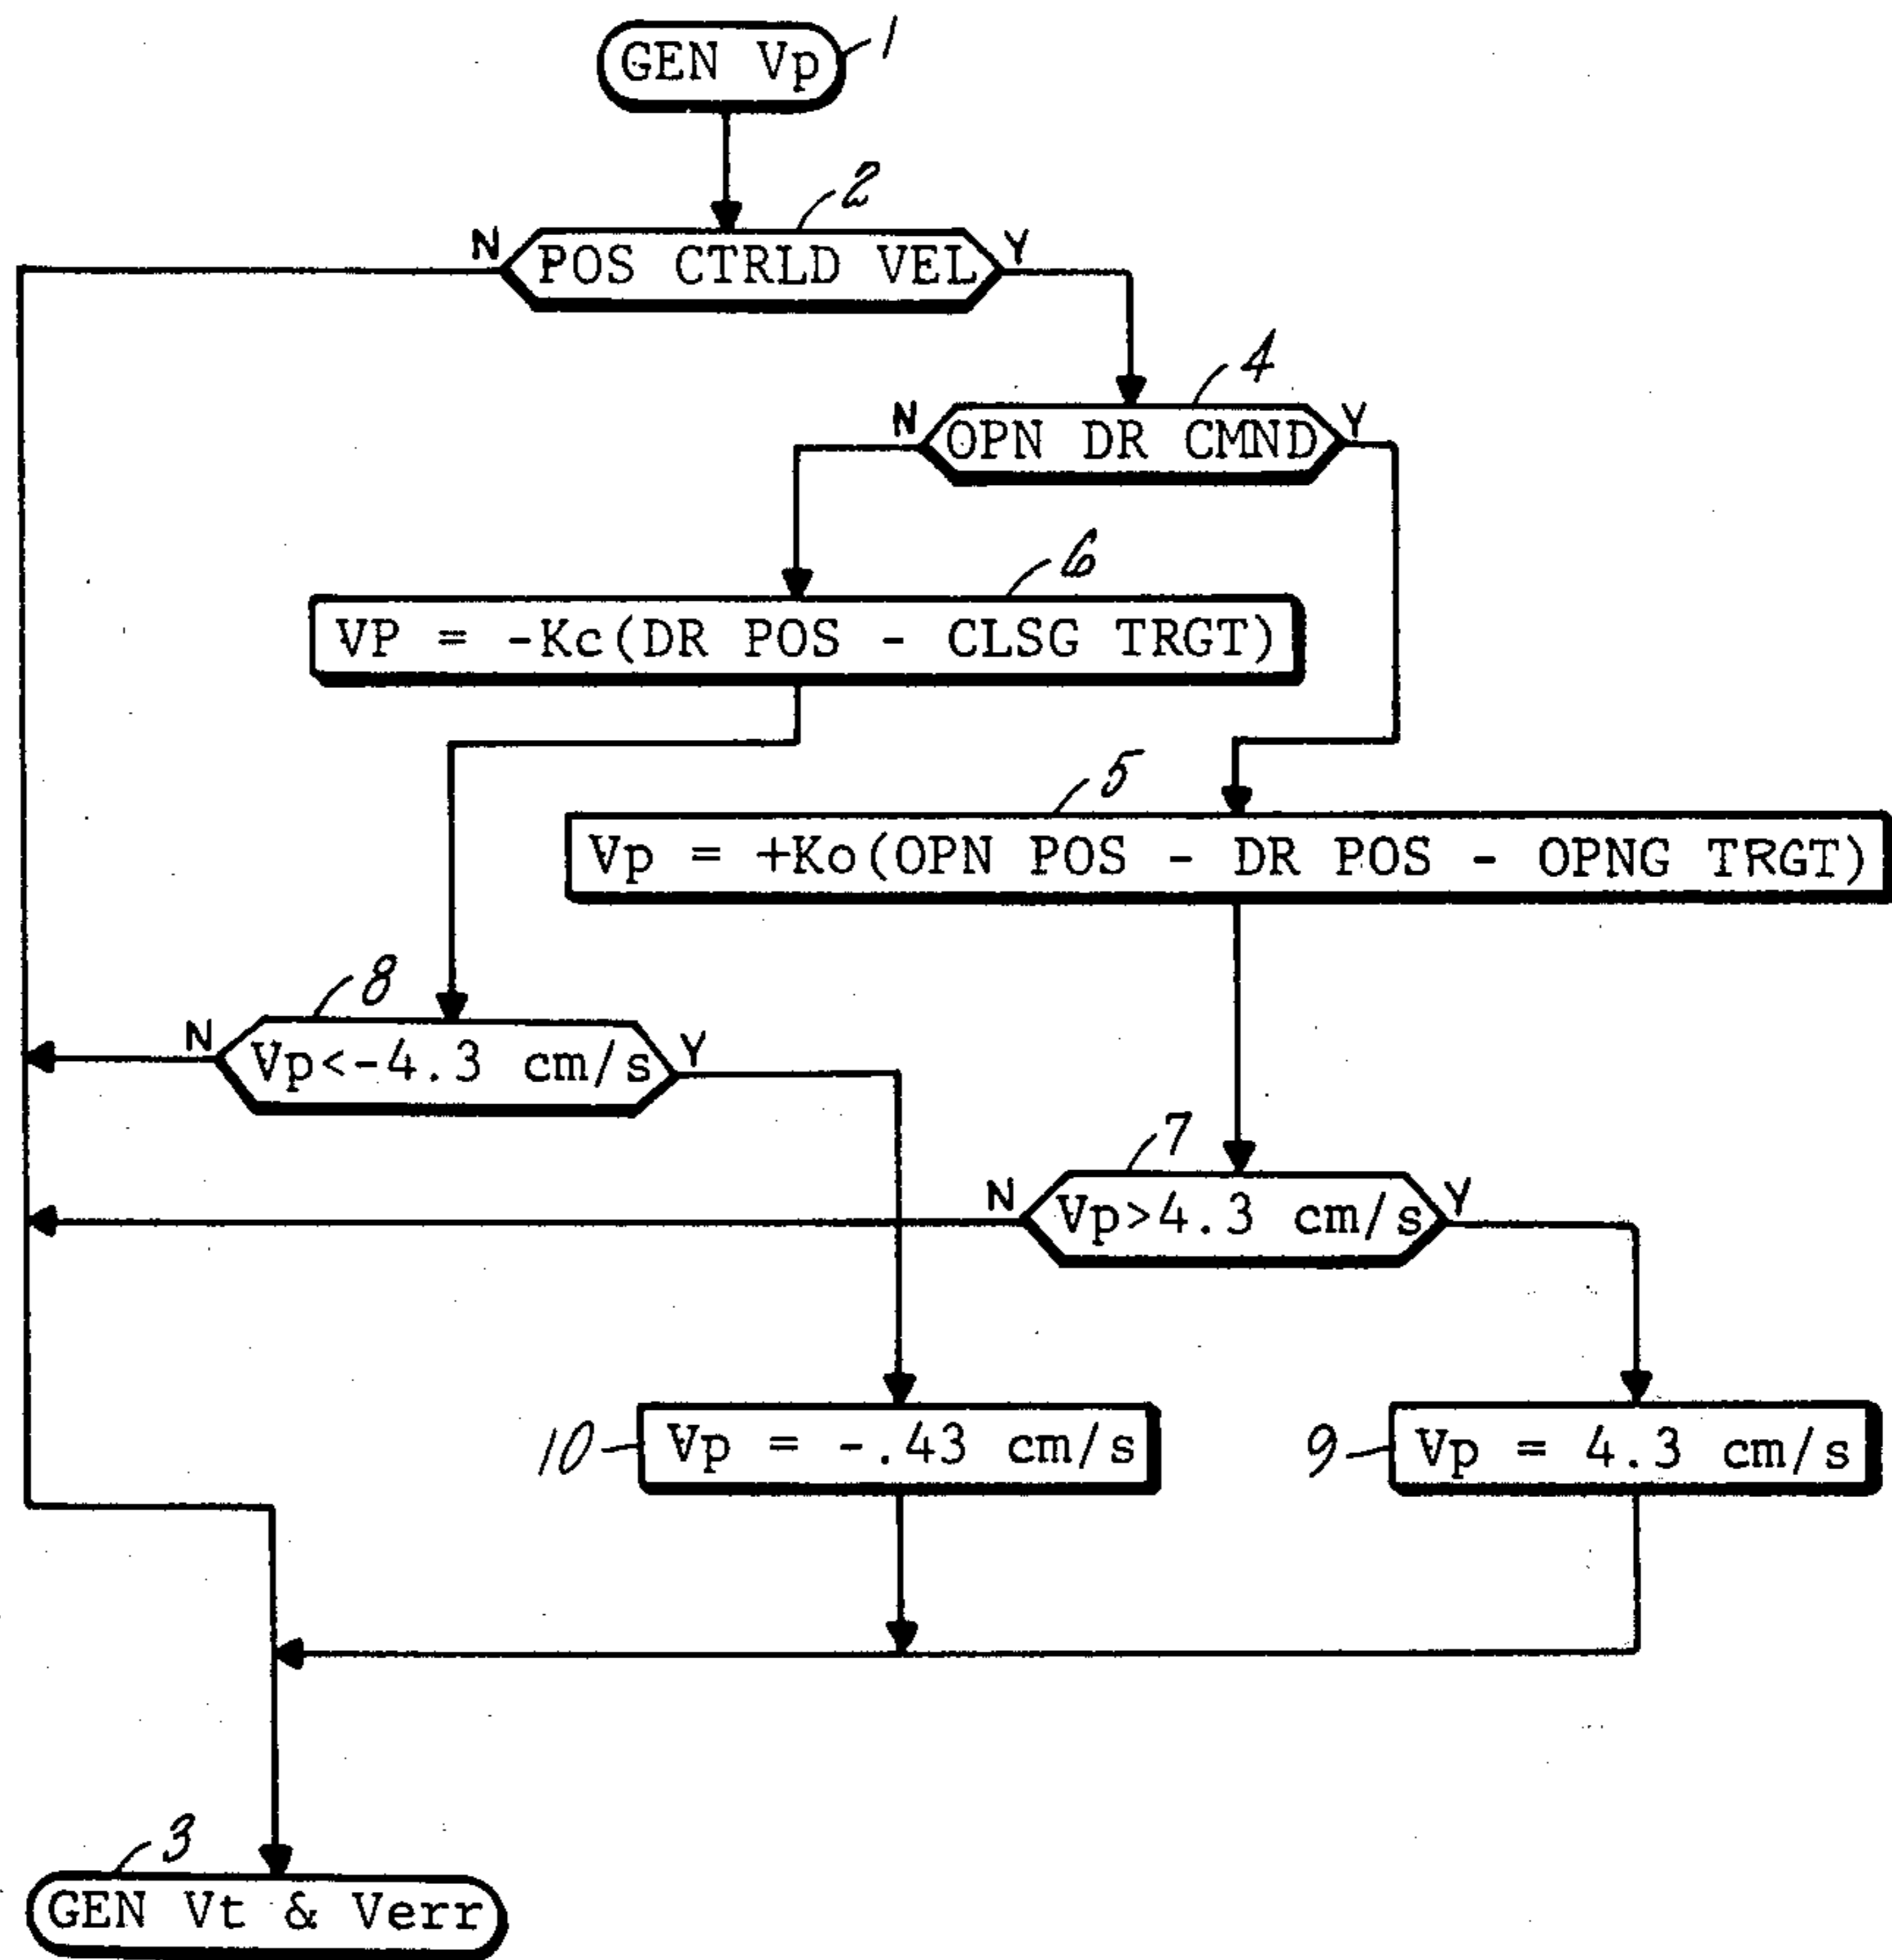 GEN Vp
1
2
N
POS CTRLD VEL
Y
4
N
OPN DR CMND
Y
6
VP = -Kc(DR POS - CLSG TRGT)
5
Vp = +Ko(OPN POS - DR POS - OPNG TRGT)
8
N
Vp<-4.3 cm/s
Y
7
N
Vp>4.3 cm/s
Y
10
Vp = -.43 cm/s
9
Vp = 4.3 cm/s
3
GEN Vt & Verr